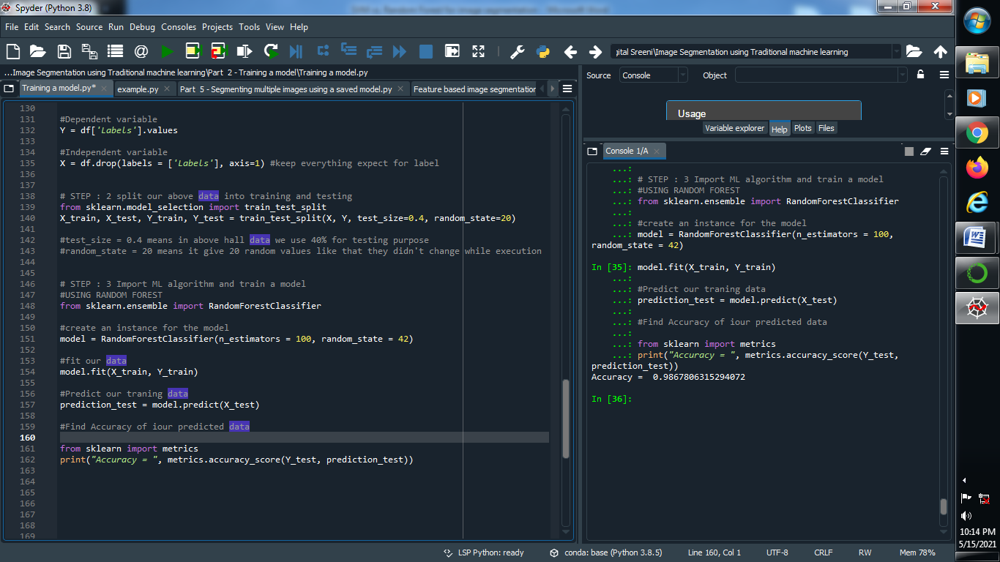 Spyder (Python 3.8)
File Edit Search Source Run Debug Consoles Projects Tools View Help
jital Sreeni\Image Segmentation using Traditional machine learning
...Image Segmentation using Traditional machine learning\Part 2 - Training a model\Training a model.py
Training a model.py* example.py Part 5 - Segmenting multiple images using a saved model.py Feature based image segmentation
130
131 #Dependent variable
132 Y = df['Labels'].values
133
134 #Independent variable
135 X = df.drop(labels = ['Labels'], axis=1) #keep everything expect for label
136
137
138 # STEP : 2 split our above data into training and testing
139 from sklearn.model_selection import train_test_split
140 X_train, X_test, Y_train, Y_test = train_test_split(X, Y, test_size=0.4, random_state=20)
141
142 #test_size = 0.4 means in above hall data we use 40% for testing purpose
143 #random_state = 20 means it give 20 random values like that they didn't change while execution
144
145
146 # STEP : 3 Import ML algorithm and train a model
147 #USING RANDOM FOREST
148 from sklearn.ensemble import RandomForestClassifier
149
150 #create an instance for the model
151 model = RandomForestClassifier(n_estimators = 100, random_state = 42)
152
153 #fit our data
154 model.fit(X_train, Y_train)
155
156 #Predict our traning data
157 prediction_test = model.predict(X_test)
158
159 #Find Accuracy of iour predicted data
160
161 from sklearn import metrics
162 print("Accuracy = ", metrics.accuracy_score(Y_test, prediction_test))
163
164
165
166
167
168
169
Source Console Object
Usage
Variable explorer Help Plots Files
Console 1/A
...:
...: # STEP : 3 Import ML algorithm and train a model
...: #USING RANDOM FOREST
...: from sklearn.ensemble import RandomForestClassifier
...:
...: #create an instance for the model
...: model = RandomForestClassifier(n_estimators = 100,
random_state = 42)
In [35]: model.fit(X_train, Y_train)
...:
...: #Predict our traning data
...: prediction_test = model.predict(X_test)
...:
...: #Find Accuracy of iour predicted data
...:
...: from sklearn import metrics
...: print("Accuracy = ", metrics.accuracy_score(Y_test,
prediction_test))
Accuracy =  0.9867806315294072
In [36]:
LSP Python: ready conda: base (Python 3.8.5) Line 160, Col 1 UTF-8 CRLF RW Mem 78%
10:14 PM
5/15/2021